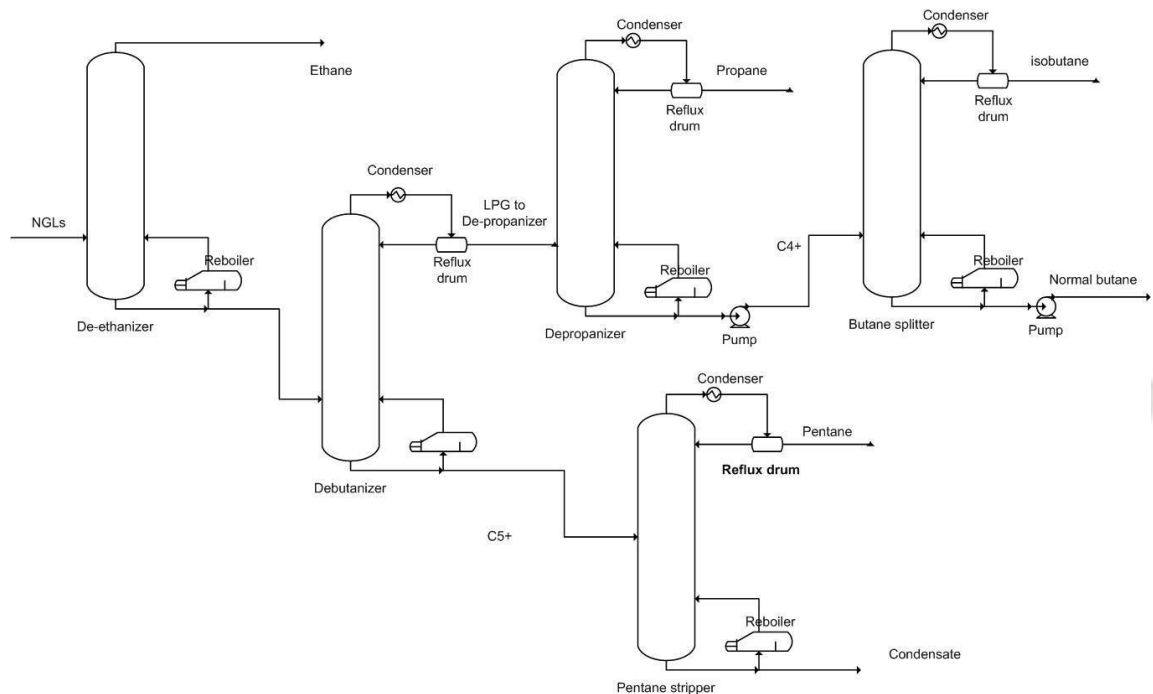 Condenser
Condenser
Ethane
Propane
isobutane
Reflux
drum
Reflux
drum
Condenser
NGLs
LPG to
De-propanizer
C4+
Reboiler
Reflux
drum
Reboiler
Reboiler
Normal butane
De-ethanizer
Depropanizer
Pump
Butane splitter
Pump
Condenser
Pentane
Reflux drum
Debutanizer
C5+
Reboiler
Condensate
Pentane stripper